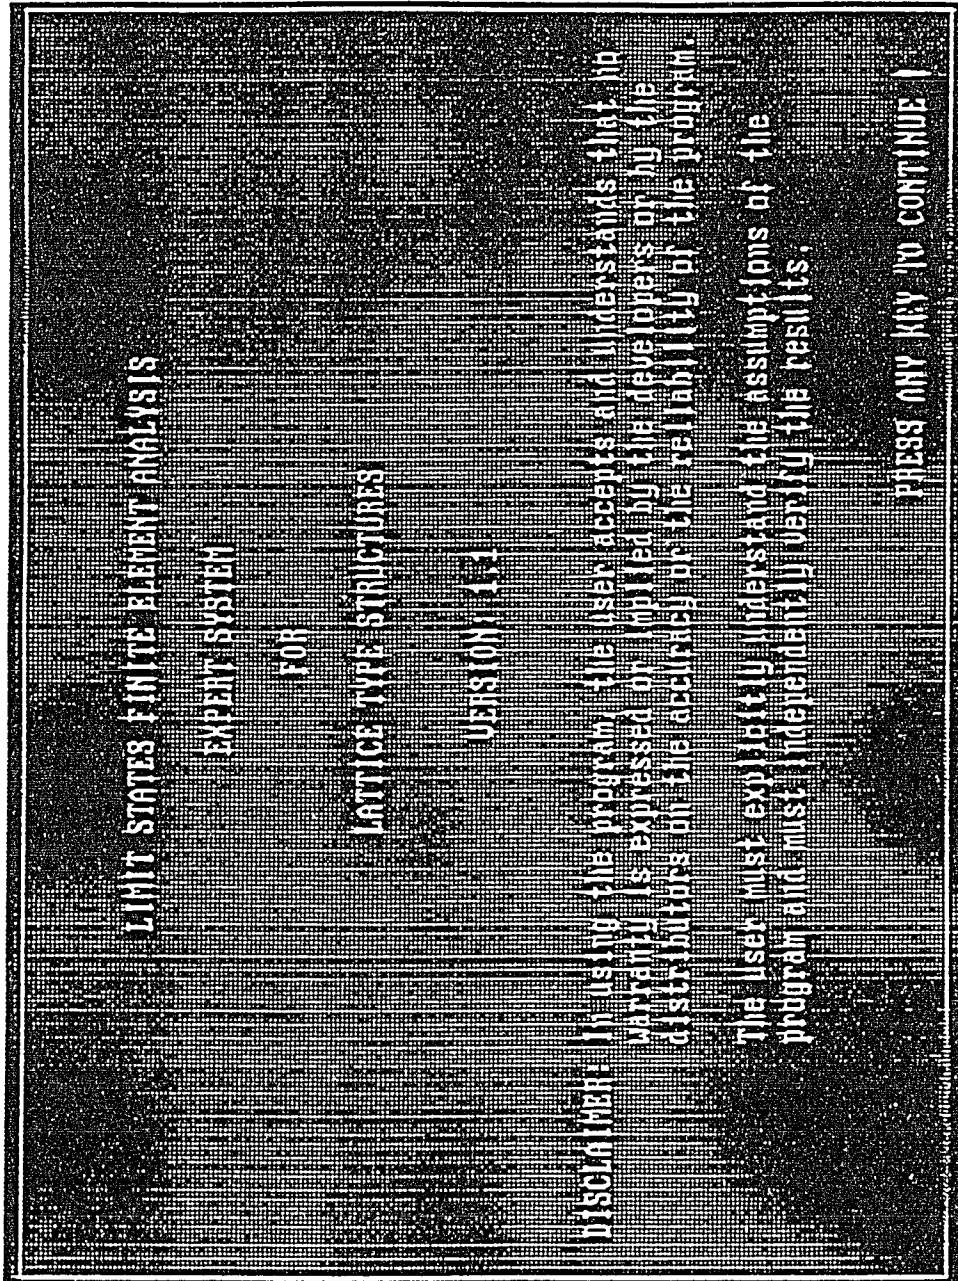 LIMIT STATES FINITE ELEMENT ANALYSIS
EXPERT SYSTEM
FOR
LATTICE TYPE STRUCTURES
VERSION 1.1
DISCLAIMER: In using the program, the user accepts and understands that no
warranty is expressed or implied by the developers or by the
distributors on the accuracy or the reliability of the program.
The user must explicitly understand the assumptions of the
program and must independently verify the results.
PRESS ANY KEY TO CONTINUE !